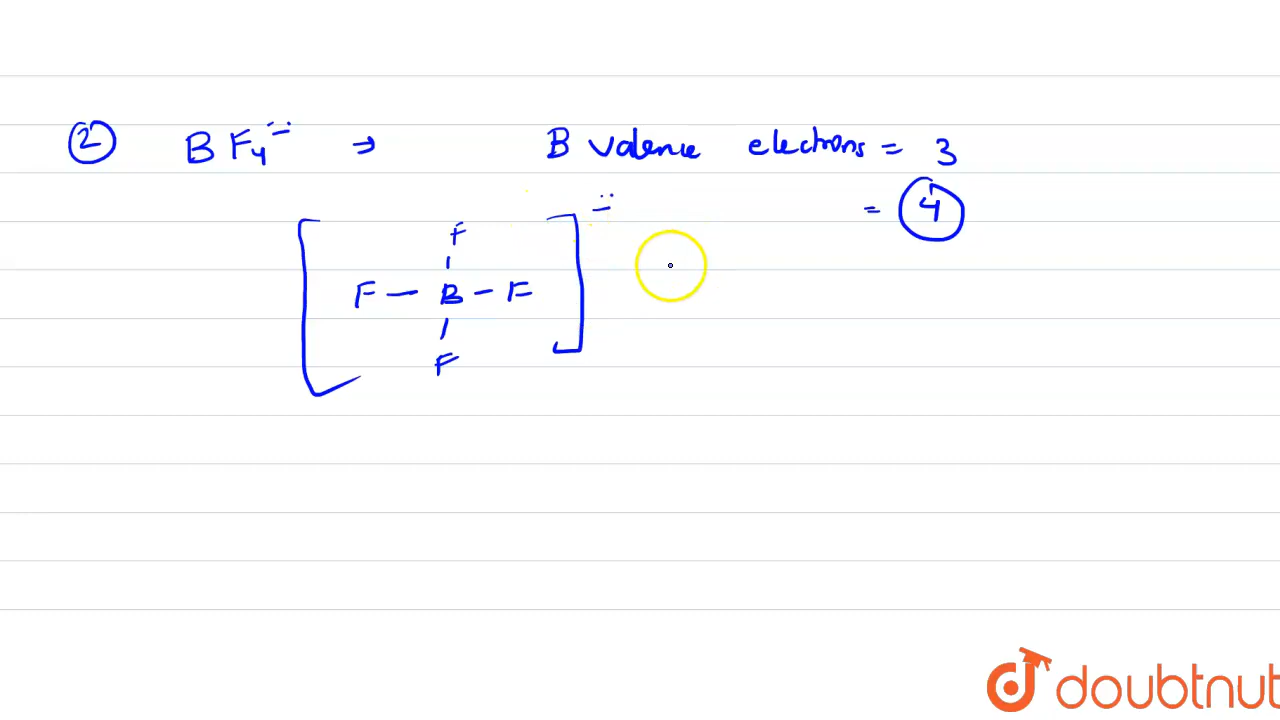 ② BF₄⁻ ⇒ B valence electrons = 3
= 4
[ F ]⁻
F — B — F
F
doubtnut